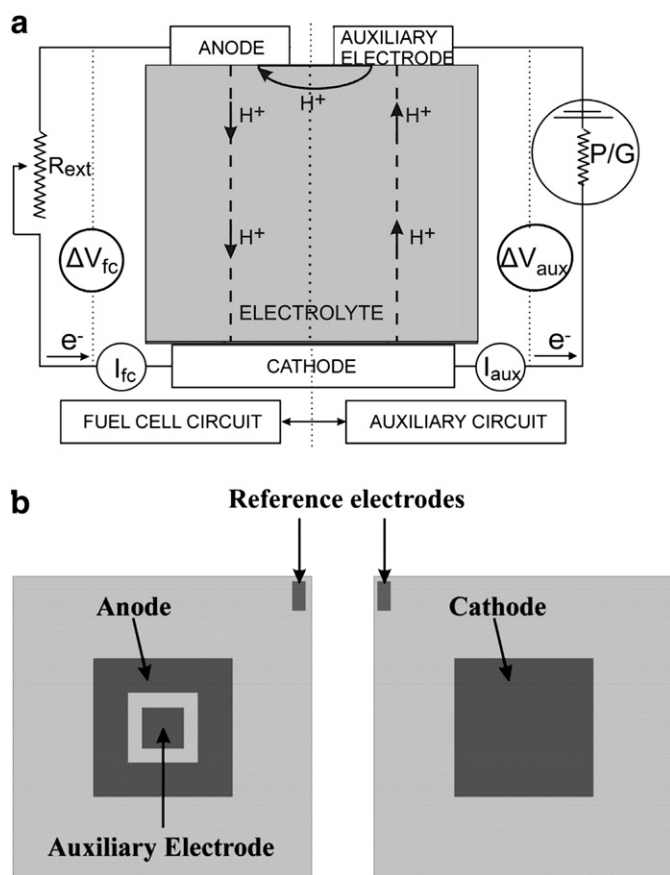 a
ANODE
AUXILIARY
ELECTRODE
H⁺
H⁺
H⁺
P/G
Rext
H⁺
H⁺
ΔVfc
ΔVaux
ELECTROLYTE
e⁻
e⁻
Ifc
CATHODE
Iaux
FUEL CELL CIRCUIT
AUXILIARY CIRCUIT
b
Reference electrodes
Anode
Cathode
Auxiliary Electrode